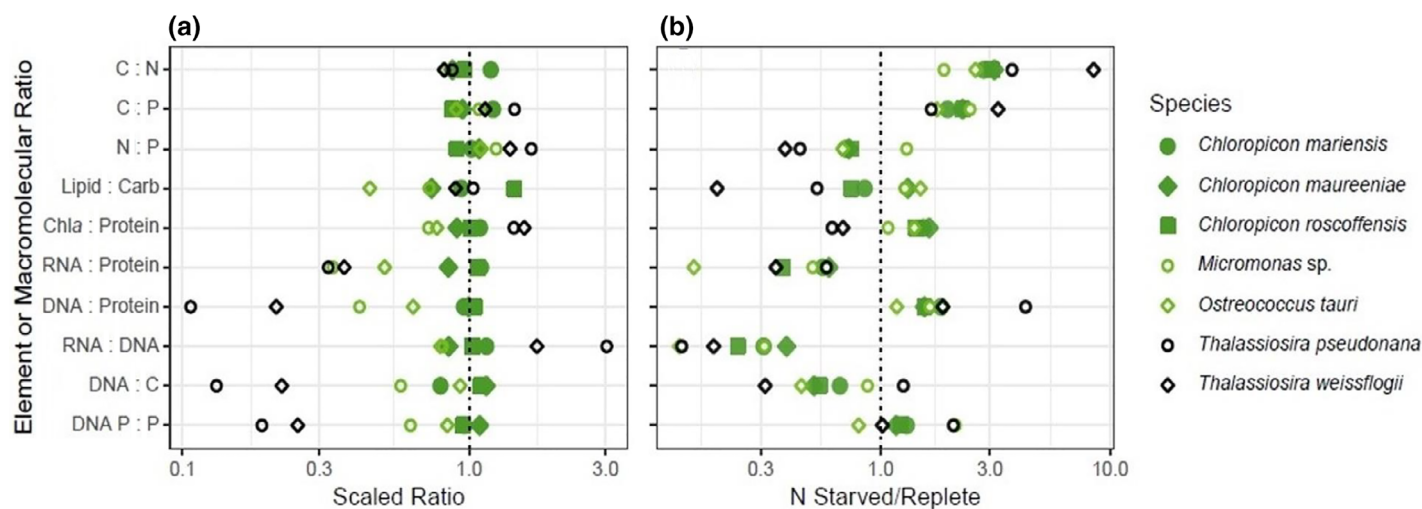 (a)
(b)
Element or Macromolecular Ratio
C : N
C : P
N : P
Lipid : Carb
Chla : Protein
RNA : Protein
DNA : Protein
RNA : DNA
DNA : C
DNA P : P
0.1
0.3
1.0
3.0
Scaled Ratio
0.3
1.0
3.0
10.0
N Starved/Replete
Species
Chloropicon mariensis
Chloropicon maureeniae
Chloropicon roscoffensis
Micromonas sp.
Ostreococcus tauri
Thalassiosira pseudonana
Thalassiosira weissflogii